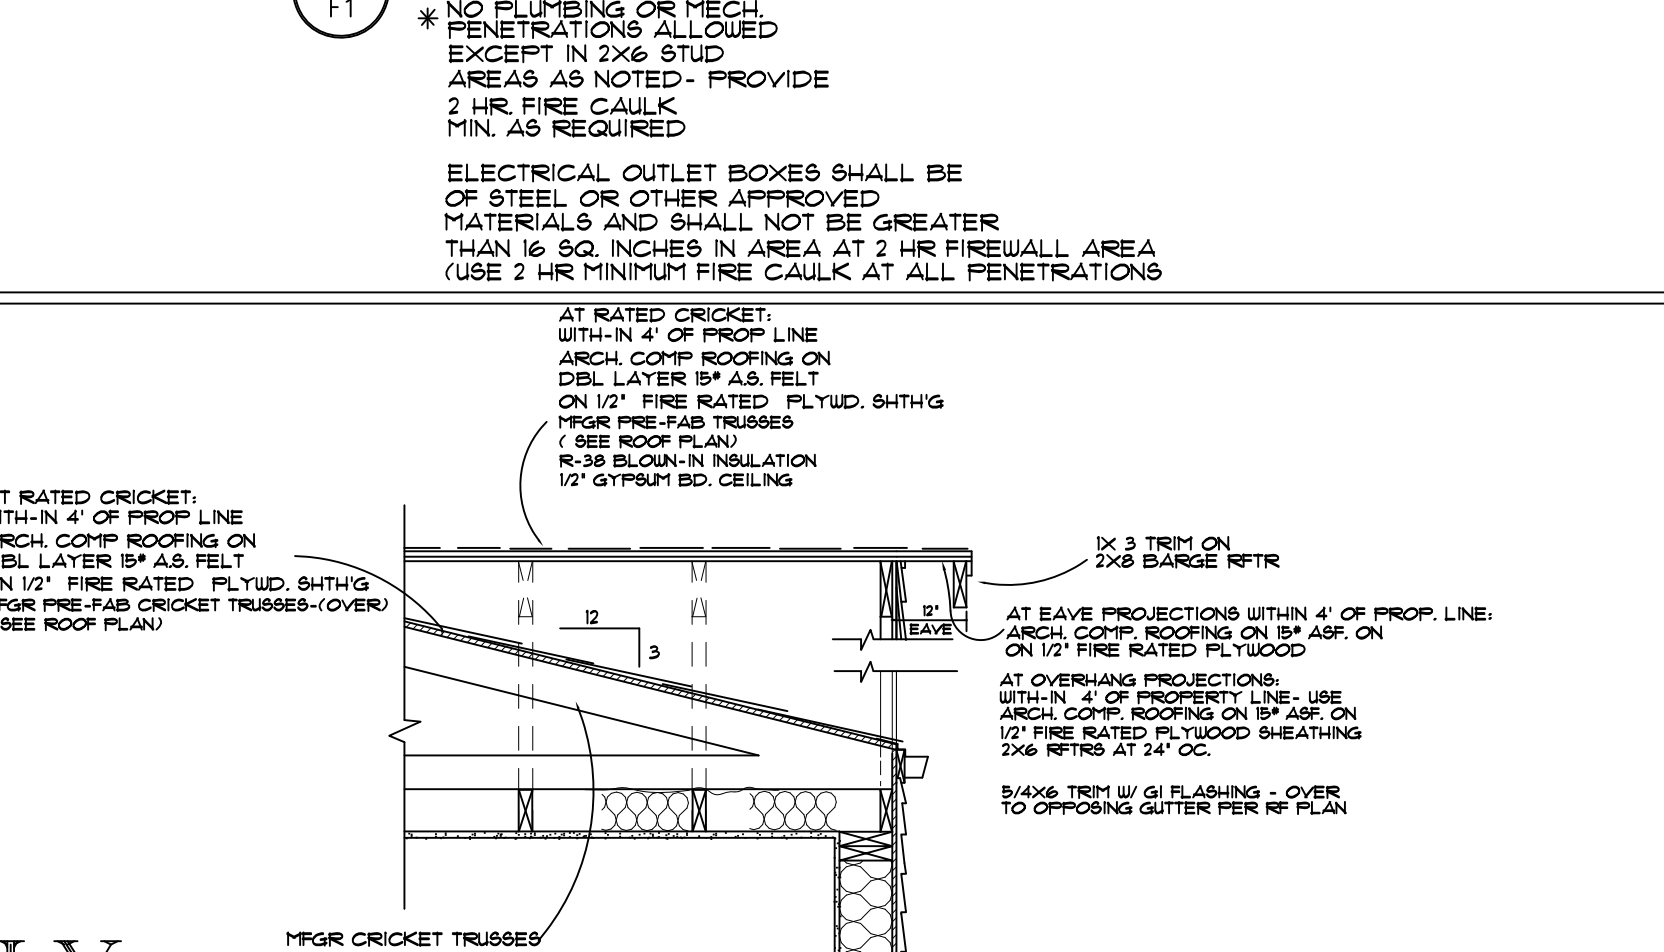 F1
* NO PLUMBING OR MECH.
PENETRATIONS ALLOWED
EXCEPT IN 2X6 STUD
AREAS AS NOTED- PROVIDE
2 HR. FIRE CAULK
MIN. AS REQUIRED
ELECTRICAL OUTLET BOXES SHALL BE
OF STEEL OR OTHER APPROVED
MATERIALS AND SHALL NOT BE GREATER
THAN 16 SQ. INCHES IN AREA AT 2 HR FIREWALL AREA
(USE 2 HR MINIMUM FIRE CAULK AT ALL PENETRATIONS
AT RATED CRICKET:
WITH-IN 4' OF PROP LINE
ARCH. COMP ROOFING ON
DBL LAYER 15# A.S. FELT
ON 1/2" FIRE RATED PLYWD. SHTH'G
MFGR PRE-FAB TRUSSES
( SEE ROOF PLAN)
R-38 BLOWN-IN INSULATION
1/2" GYPSUM BD. CEILING
T RATED CRICKET:
ITH-IN 4' OF PROP LINE
RCH. COMP ROOFING ON
BL LAYER 15# A.S. FELT
N 1/2" FIRE RATED PLYWD. SHTH'G
FGR PRE-FAB CRICKET TRUSSES-(OVER)
SEE ROOF PLAN)
1X 3 TRIM ON
2X8 BARGE RFTR
12
3
12"
EAVE
AT EAVE PROJECTIONS WITHIN 4' OF PROP. LINE:
ARCH. COMP. ROOFING ON 15# ASF. ON
ON 1/2" FIRE RATED PLYWOOD
AT OVERHANG PROJECTIONS:
WITH-IN 4' OF PROPERTY LINE- USE
ARCH. COMP. ROOFING ON 15# ASF. ON
1/2" FIRE RATED PLYWOOD SHEATHING
2X6 RFTRS AT 24" OC.
5/4X6 TRIM W/ GI FLASHING - OVER
TO OPPOSING GUTTER PER RF PLAN
MFGR CRICKET TRUSSES